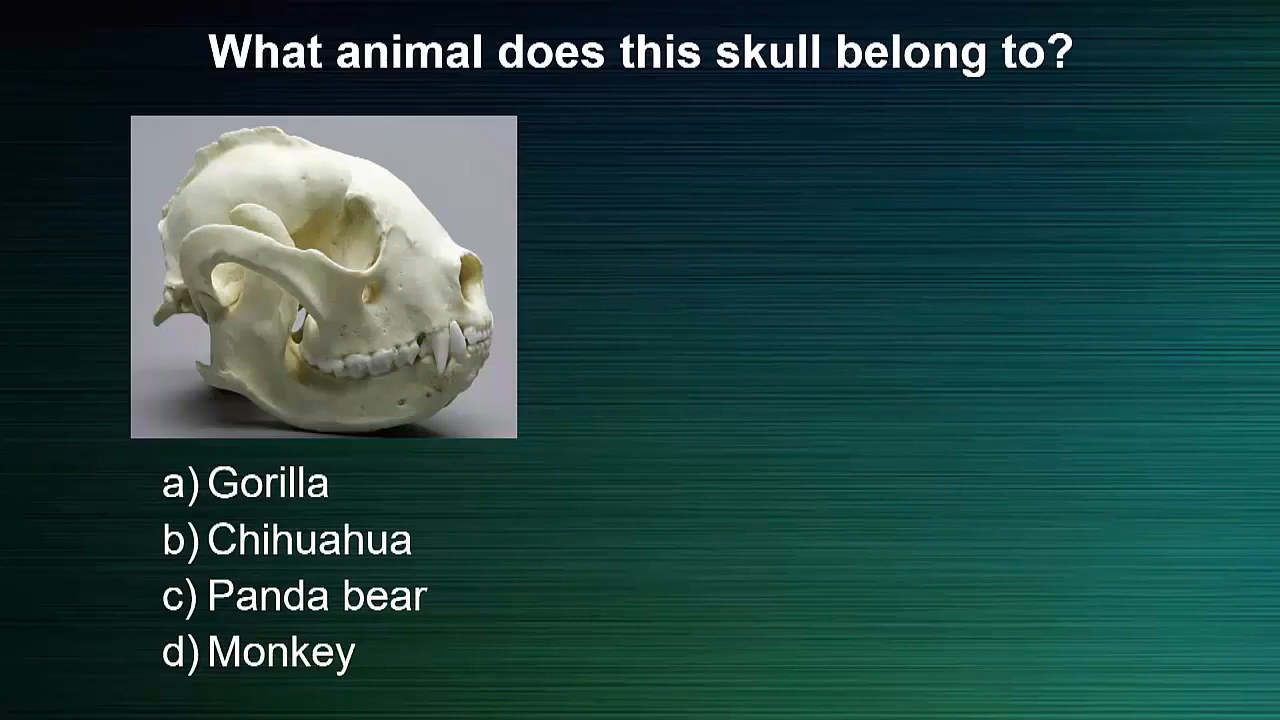 What animal does this skull belong to?
a) Gorilla
b) Chihuahua
c) Panda bear
d) Monkey